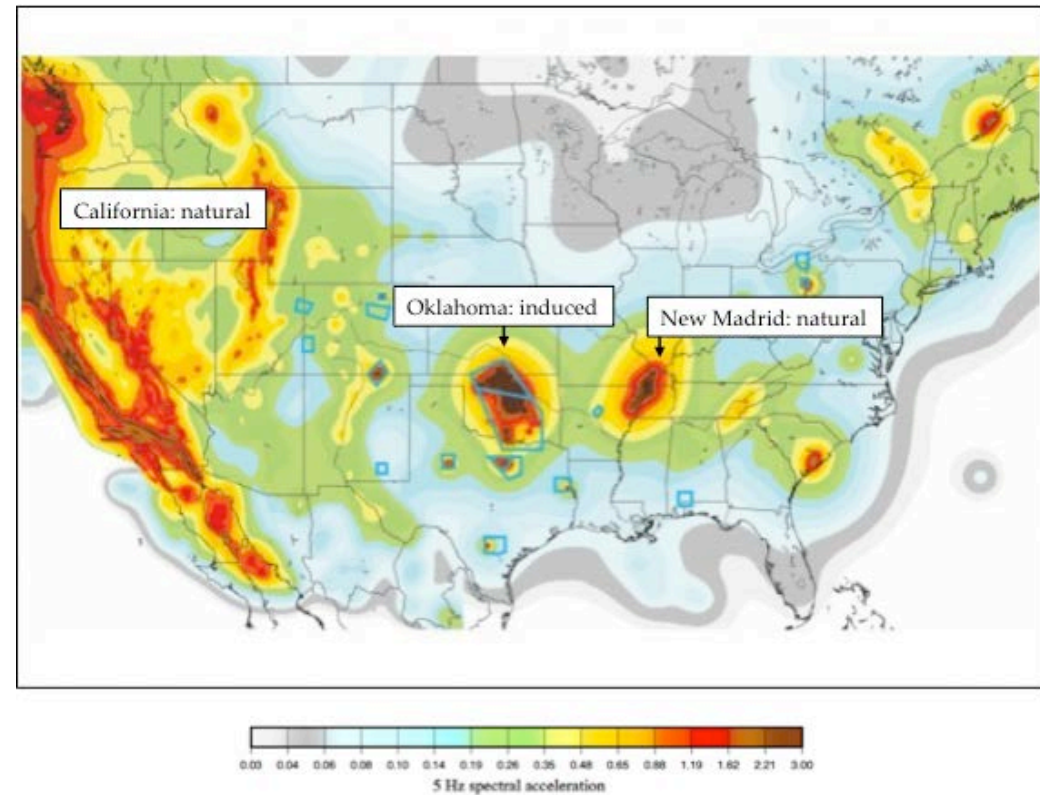 California: natural
Oklahoma: induced
New Madrid: natural
0.03 0.04 0.06 0.08 0.10 0.14 0.19 0.26 0.35 0.48 0.65 0.88 1.19 1.62 2.21 3.00
5 Hz spectral acceleration